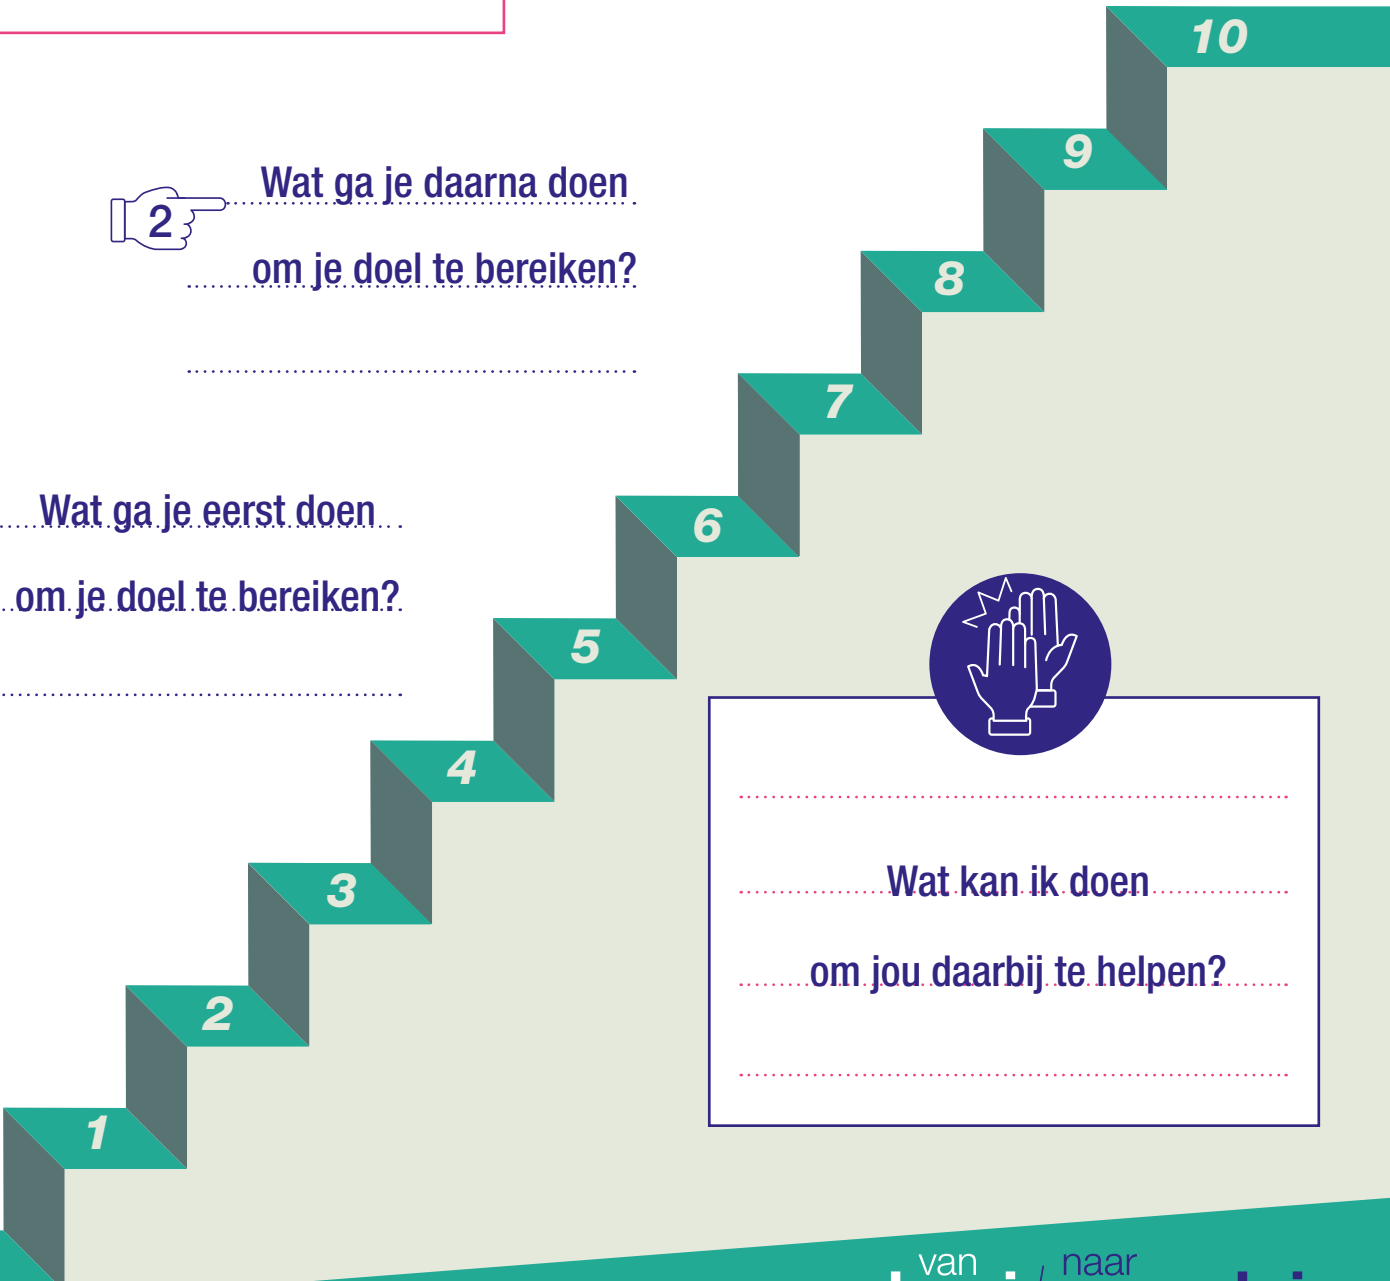 10
9
8
7
6
5
4
3
2
1
2
Wat ga je daarna doen
om je doel te bereiken?
Wat ga je eerst doen
om je doel te bereiken?
Wat kan ik doen
om jou daarbij te helpen?
van naar